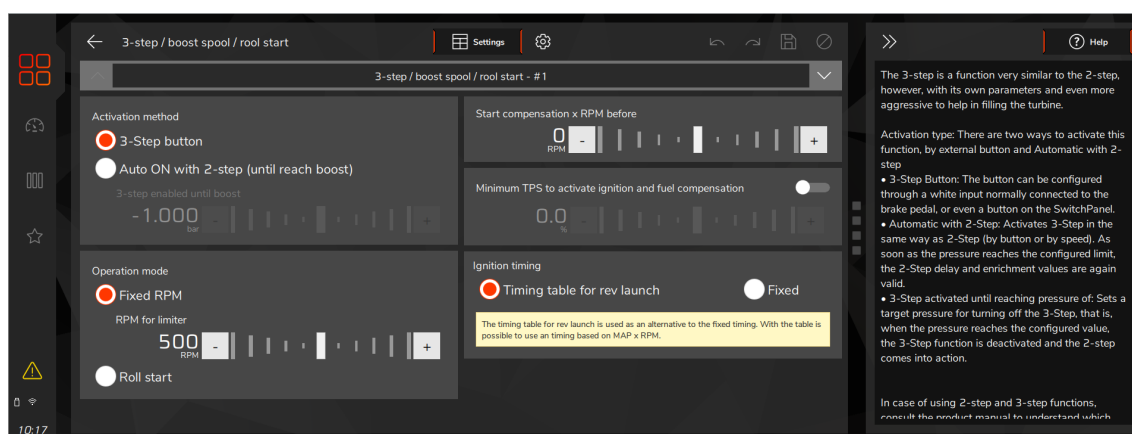 3-step / boost spool / rool start
Settings
Help
3-step / boost spool / rool start - #1
Activation method
3-Step button
Auto ON with 2-step (until reach boost)
3-step enabled until boost
-1.000
bar
-
+
Operation mode
Fixed RPM
RPM for limiter
500
RPM
-
+
Roll start
Start compensation x RPM before
0
RPM
-
+
Minimum TPS to activate ignition and fuel compensation
0.0
%
-
+
Ignition timing
Timing table for rev launch
Fixed
The timing table for rev launch is used as an alternative to the fixed timing. With the table is
possible to use an timing based on MAP x RPM.
The 3-step is a function very similar to the 2-step,
however, with its own parameters and even more
aggressive to help in filling the turbine.
Activation type: There are two ways to activate this
function, by external button and Automatic with 2-
step
• 3-Step Button: The button can be configured
through a white input normally connected to the
brake pedal, or even a button on the SwitchPanel.
• Automatic with 2-Step: Activates 3-Step in the
same way as 2-Step (by button or by speed). As
soon as the pressure reaches the configured limit,
the 2-Step delay and enrichment values are again
valid.
• 3-Step activated until reaching pressure of: Sets a
target pressure for turning off the 3-Step, that is,
when the pressure reaches the configured value,
the 3-Step function is deactivated and the 2-step
comes into action.
In case of using 2-step and 3-step functions,
consult the product manual to understand which
10:17